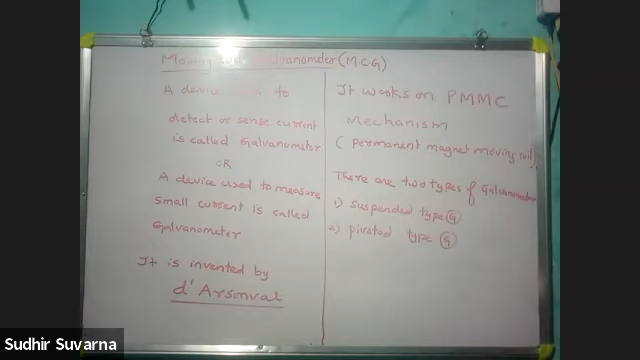 Moving coil Galvanometer (M.C.G)
A device used to
detect or sense current
is called Galvanometer
OR
A device used to measure
small current is called
Galvanometer
It is invented by
d'Arsonval
It works on PMMC
Mechanism
( permanent magnet moving coil)
There are two types of Galvanometer
1) suspended type G
2) pivoted type G
Sudhir Suvarna